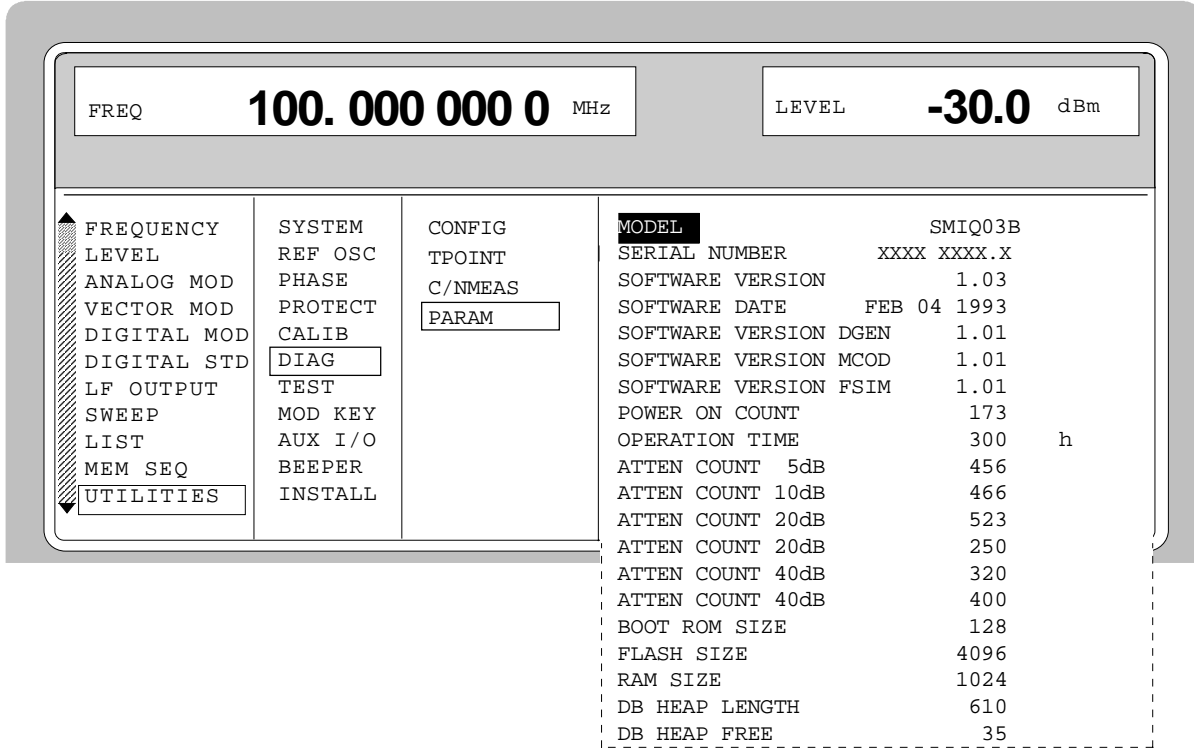 FREQ 100. 000 000 0 MHz
LEVEL -30.0 dBm
FREQUENCY
LEVEL
ANALOG MOD
VECTOR MOD
DIGITAL MOD
DIGITAL STD
LF OUTPUT
SWEEP
LIST
MEM SEQ
UTILITIES
SYSTEM
REF OSC
PHASE
PROTECT
CALIB
DIAG
TEST
MOD KEY
AUX I/O
BEEPER
INSTALL
CONFIG
TPOINT
C/NMEAS
PARAM
MODEL SMIQ03B
SERIAL NUMBER XXXX XXXX.X
SOFTWARE VERSION 1.03
SOFTWARE DATE FEB 04 1993
SOFTWARE VERSION DGEN 1.01
SOFTWARE VERSION MCOD 1.01
SOFTWARE VERSION FSIM 1.01
POWER ON COUNT 173
OPERATION TIME 300 h
ATTEN COUNT 5dB 456
ATTEN COUNT 10dB 466
ATTEN COUNT 20dB 523
ATTEN COUNT 20dB 250
ATTEN COUNT 40dB 320
ATTEN COUNT 40dB 400
BOOT ROM SIZE 128
FLASH SIZE 4096
RAM SIZE 1024
DB HEAP LENGTH 610
DB HEAP FREE 35